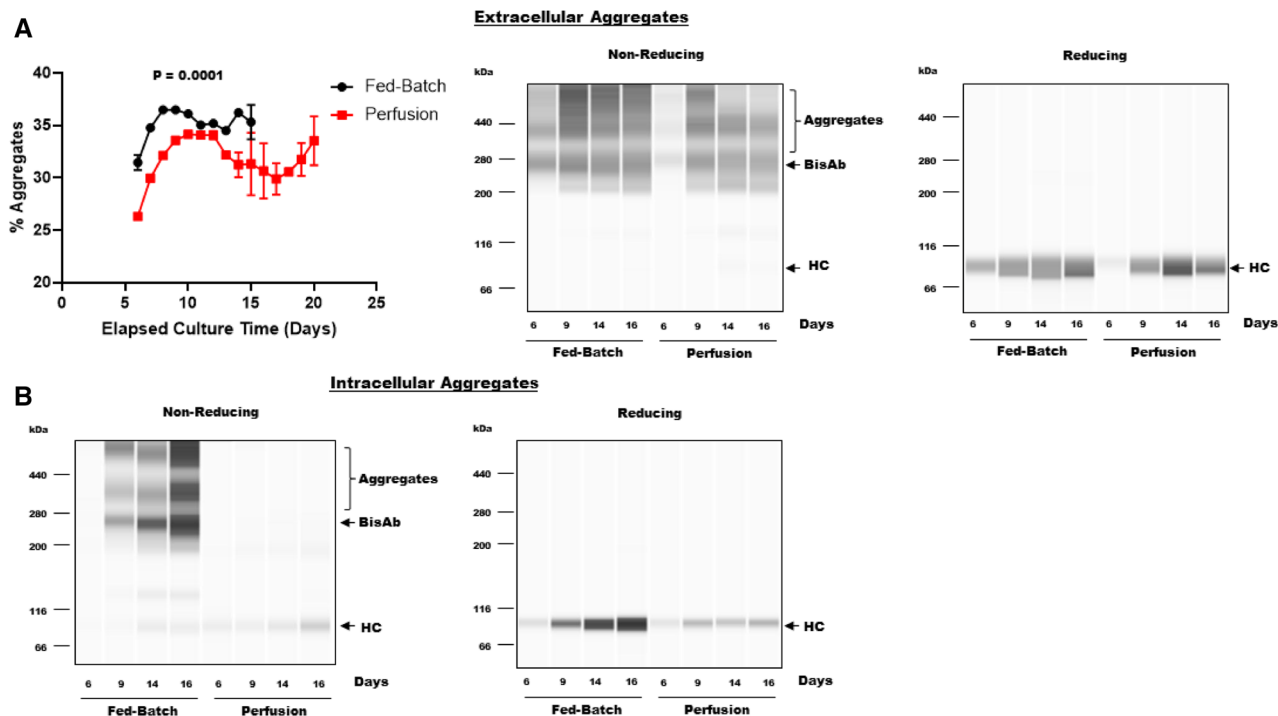 A
Extracellular Aggregates
P = 0.0001
Fed-Batch
Perfusion
% Aggregates
40
35
30
25
20
0
5
10
15
20
25
Elapsed Culture Time (Days)
Non-Reducing
kDa
440
280
200
116
66
Aggregates
BisAb
HC
6 9 14 16 6 9 14 16 Days
Fed-Batch Perfusion
Reducing
kDa
440
280
200
116
66
HC
6 9 14 16 6 9 14 16 Days
Fed-Batch Perfusion
B
Intracellular Aggregates
Non-Reducing
kDa
440
280
200
116
66
Aggregates
BisAb
HC
6 9 14 16 6 9 14 16 Days
Fed-Batch Perfusion
Reducing
kDa
440
280
200
116
66
HC
6 9 14 16 6 9 14 16 Days
Fed-Batch Perfusion